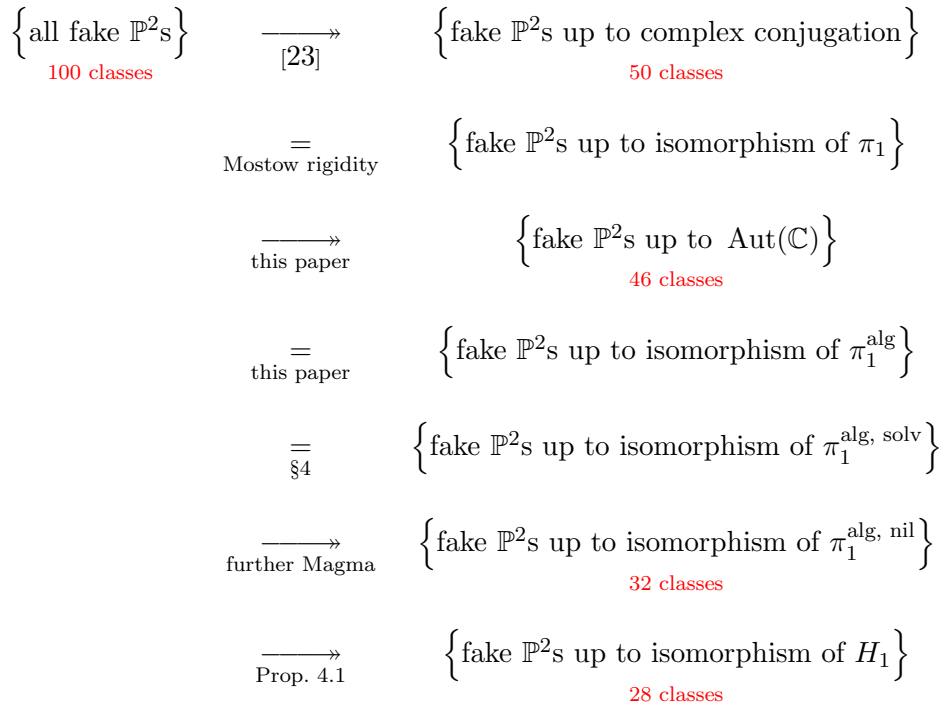 {all fake ℙ²s} ↠ {fake ℙ²s up to complex conjugation}
100 classes [23] 50 classes
= {fake ℙ²s up to isomorphism of π₁}
Mostow rigidity
↠ {fake ℙ²s up to Aut(ℂ)}
this paper 46 classes
= {fake ℙ²s up to isomorphism of π₁^alg}
this paper
= {fake ℙ²s up to isomorphism of π₁^alg, solv}
§4
↠ {fake ℙ²s up to isomorphism of π₁^alg, nil}
further Magma 32 classes
↠ {fake ℙ²s up to isomorphism of H₁}
Prop. 4.1 28 classes